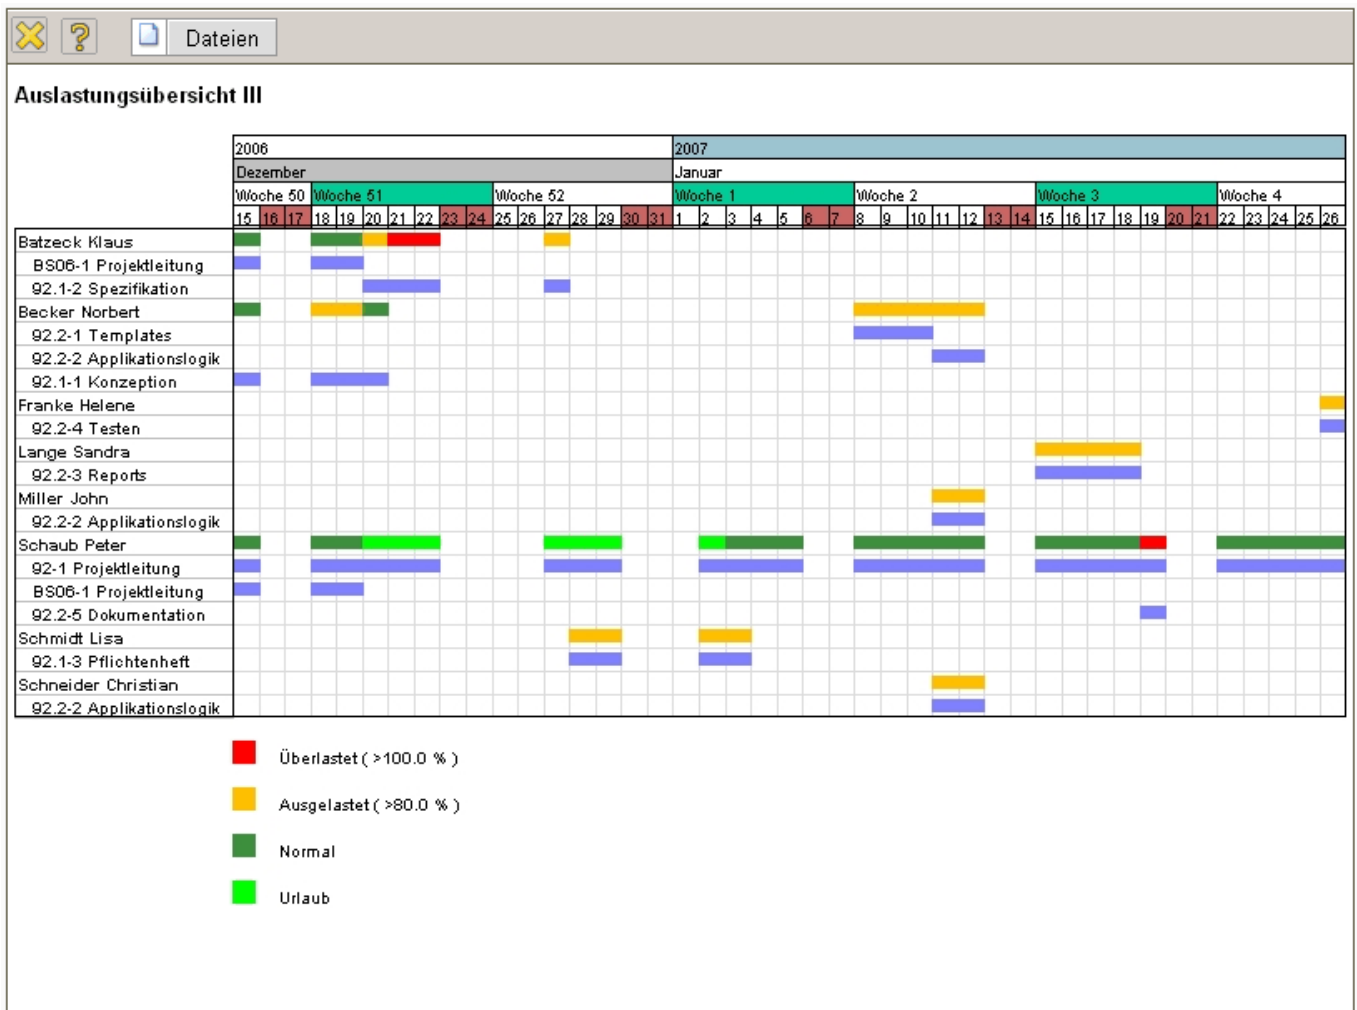 Dateien
Auslastungsübersicht III
2006 2007
Dezember Januar
Woche 50 Woche 51 Woche 52 Woche 1 Woche 2 Woche 3 Woche 4
15 16 17 18 19 20 21 22 23 24 25 26 27 28 29 30 31 1 2 3 4 5 6 7 8 9 10 11 12 13 14 15 16 17 18 19 20 21 22 23 24 25 26
Batzeck Klaus
BS06-1 Projektleitung
92.1-2 Spezifikation
Becker Norbert
92.2-1 Templates
92.2-2 Applikationslogik
92.1-1 Konzeption
Franke Helene
92.2-4 Testen
Lange Sandra
92.2-3 Reports
Miller John
92.2-2 Applikationslogik
Schaub Peter
92-1 Projektleitung
BS06-1 Projektleitung
92.2-5 Dokumentation
Schmidt Lisa
92.1-3 Pflichtenheft
Schneider Christian
92.2-2 Applikationslogik
Überlastet ( >100.0 % )
Ausgelastet ( >80.0 % )
Normal
Urlaub